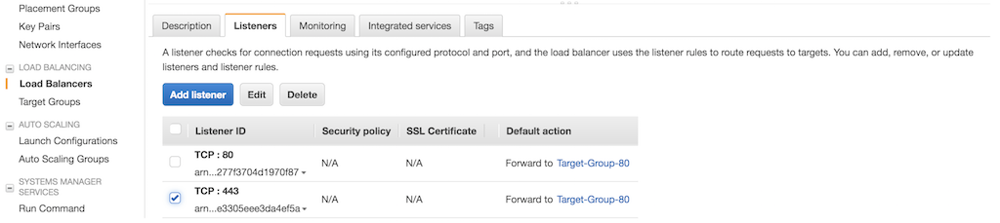 Placement Groups
Key Pairs
Network Interfaces
LOAD BALANCING
Load Balancers
Target Groups
AUTO SCALING
Launch Configurations
Auto Scaling Groups
SYSTEMS MANAGER
SERVICES
Run Command
Description Listeners Monitoring Integrated services Tags
A listener checks for connection requests using its configured protocol and port, and the load balancer uses the listener rules to route requests to targets. You can add, remove, or update
listeners and listener rules.
Add listener Edit Delete
Listener ID Security policy SSL Certificate Default action
TCP : 80
arn...277f3704d1970f87
N/A N/A Forward to Target-Group-80
TCP : 443
arn...e3305eee3da4ef5a
N/A N/A Forward to Target-Group-80